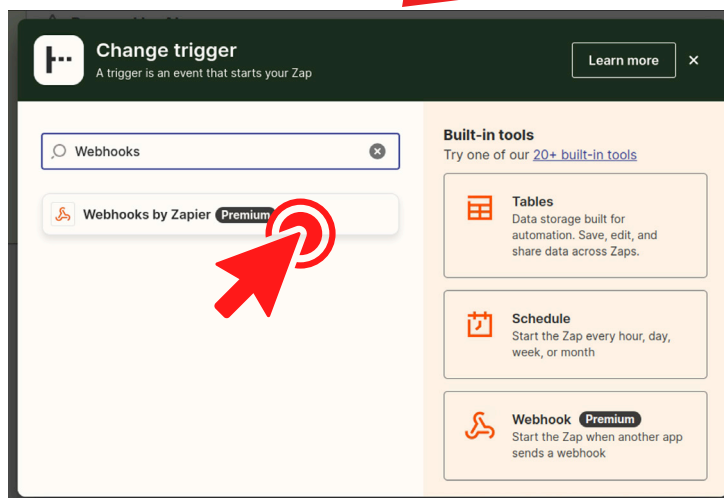 Change trigger
A trigger is an event that starts your Zap
Learn more
Webhooks
Webhooks by Zapier Premium
Built-in tools
Try one of our 20+ built-in tools
Tables
Data storage built for
automation. Save, edit, and
share data across Zaps.
Schedule
Start the Zap every hour, day,
week, or month
Webhook Premium
Start the Zap when another app
sends a webhook